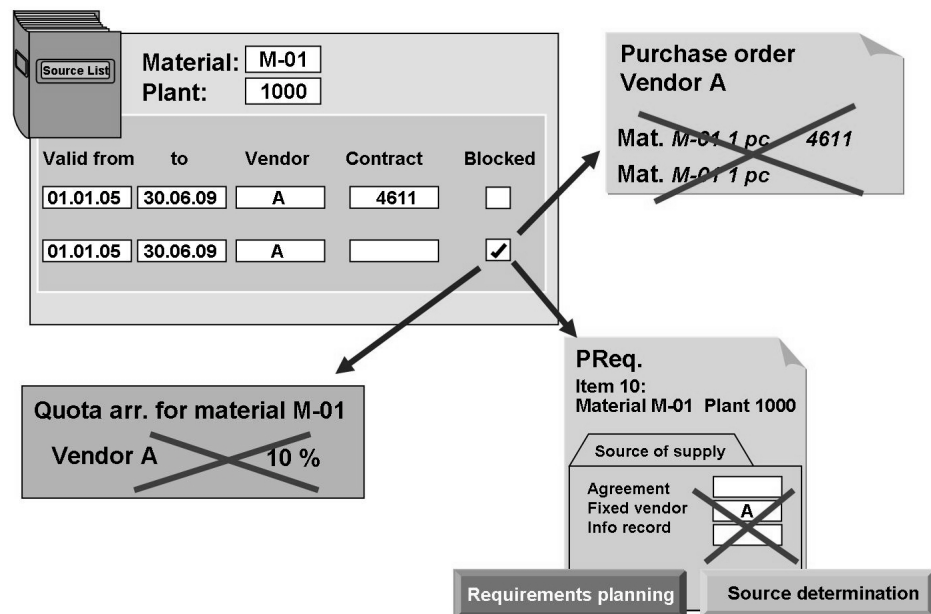 Source List
Material: M-01
Plant: 1000
Valid from to Vendor Contract Blocked
01.01.05 30.06.09 A 4611
01.01.05 30.06.09 A
Purchase order
Vendor A
Mat. M-01 1 pc 4611
Mat. M-01 1 pc
Quota arr. for material M-01
Vendor A 10 %
PReq.
Item 10:
Material M-01 Plant 1000
Source of supply
Agreement
Fixed vendor A
Info record
Requirements planning
Source determination